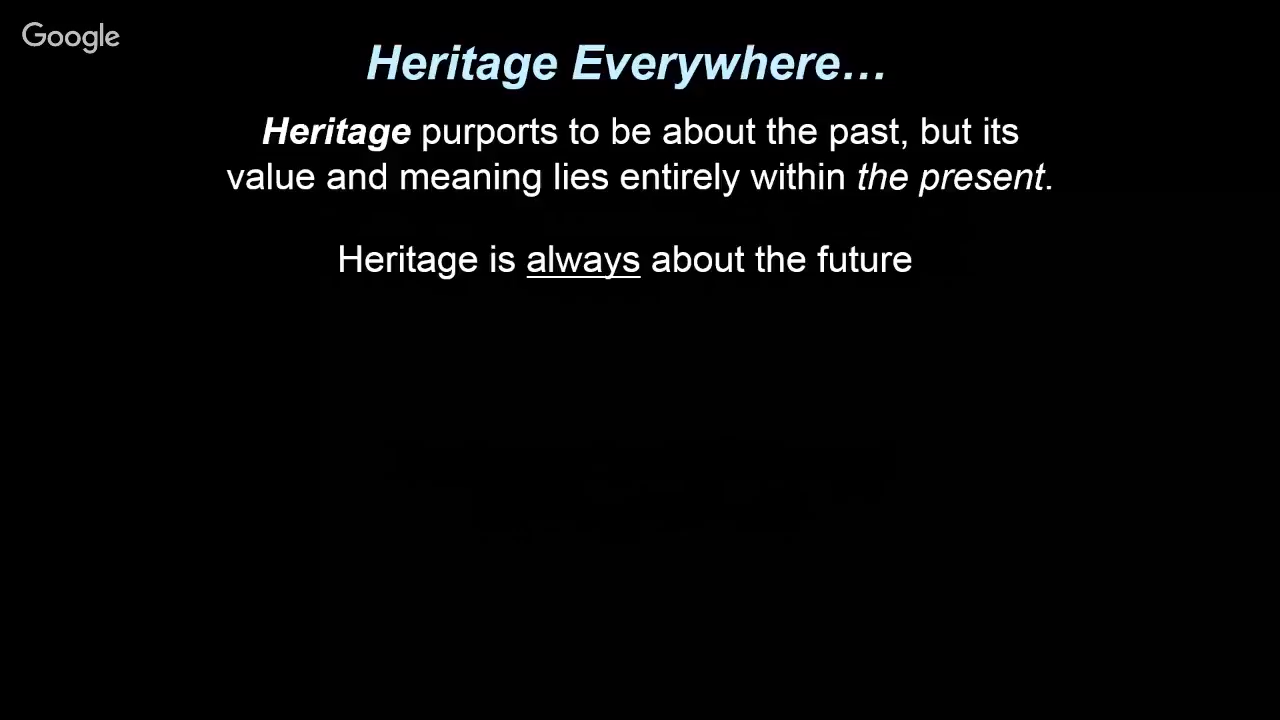 Google
Heritage Everywhere…
Heritage purports to be about the past, but its
value and meaning lies entirely within the present.
Heritage is always about the future